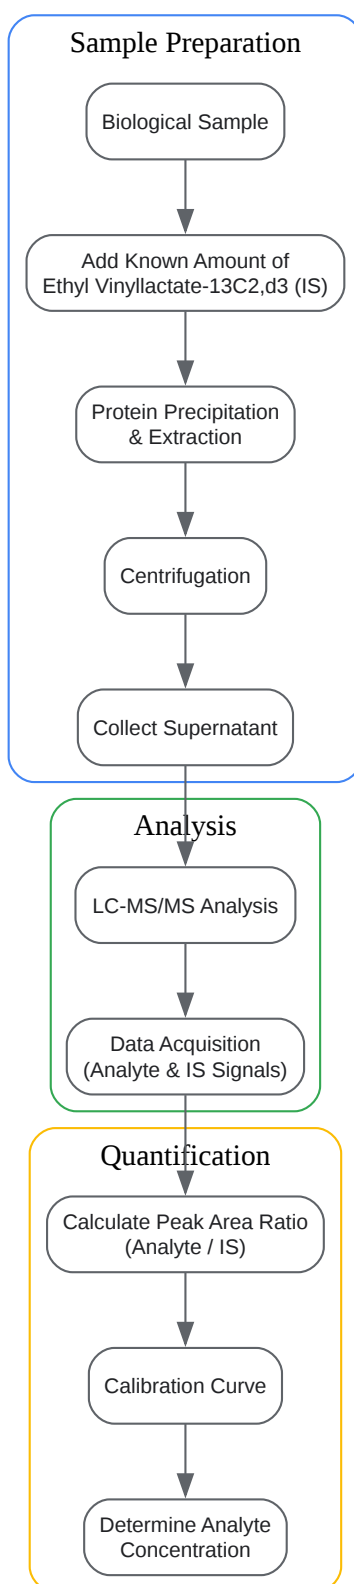 Sample Preparation
Biological Sample
Add Known Amount of
Ethyl Vinyllactate-13C2,d3 (IS)
Protein Precipitation
& Extraction
Centrifugation
Collect Supernatant
Analysis
LC-MS/MS Analysis
Data Acquisition
(Analyte & IS Signals)
Quantification
Calculate Peak Area Ratio
(Analyte / IS)
Calibration Curve
Determine Analyte
Concentration